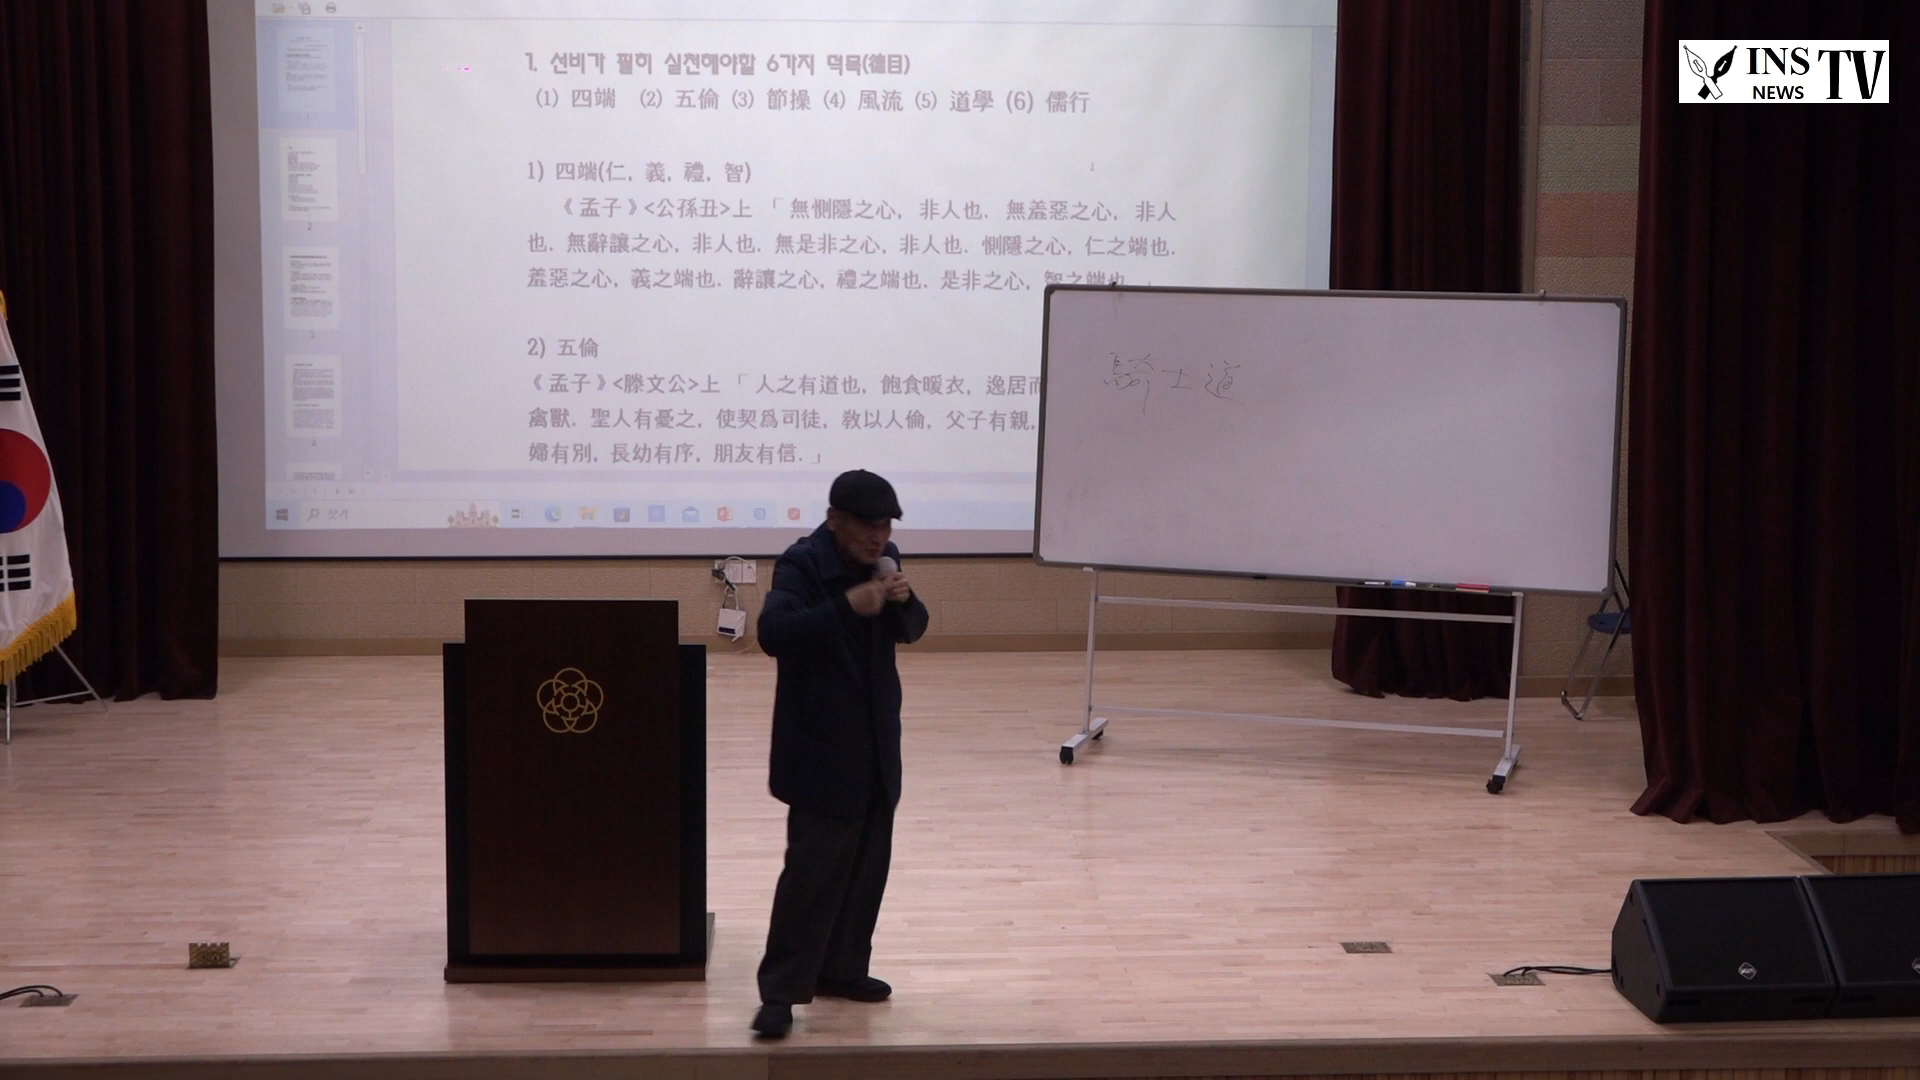 INS TV
NEWS
1. 선비가 필히 실천해야할 6가지 덕목(德目)
(1) 四端 (2) 五倫 (3) 節操 (4) 風流 (5) 道學 (6) 儒行
1) 四端(仁, 義, 禮, 智)
《孟子》<公孫丑>上 「無惻隱之心, 非人也. 無羞惡之心, 非人
也. 無辭讓之心, 非人也. 無是非之心, 非人也. 惻隱之心, 仁之端也.
羞惡之心, 義之端也. 辭讓之心, 禮之端也. 是非之心, 智之端也. 」
2) 五倫
《孟子》<滕文公>上 「人之有道也, 飽食暖衣, 逸居而
禽獸. 聖人有憂之, 使契爲司徒, 敎以人倫, 父子有親,
婦有別, 長幼有序, 朋友有信. 」
騎士道
찾기